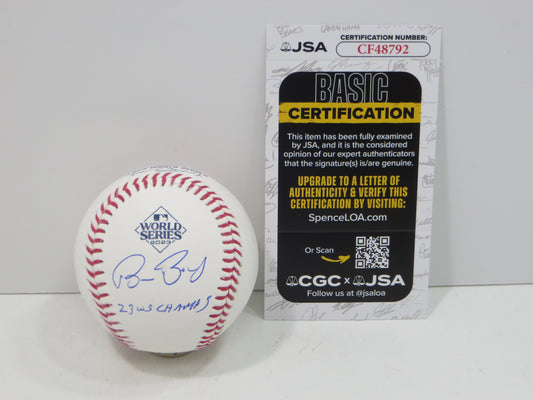 WORLD
SERIES
2023
23 WS CHAMPS
JSA
CERTIFICATION NUMBER:
CF48792
BASIC
CERTIFICATION
This item has been fully examined
by JSA, and it is the considered
opinion of our expert authenticators
that the signature(s) is/are genuine.
UPGRADE TO A LETTER OF
AUTHENTICITY & VERIFY THIS
CERTIFICATION BY VISITING:
SpenceLOA.com
Or Scan
CGC x JSA
Follow us at @jsaloa